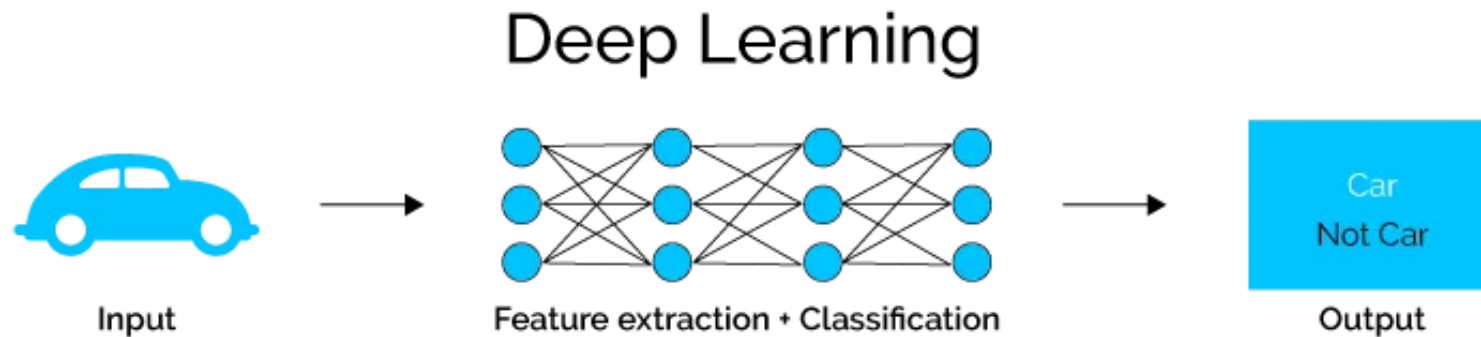 Deep Learning
Car
Not Car
Input
Feature extraction + Classification
Output